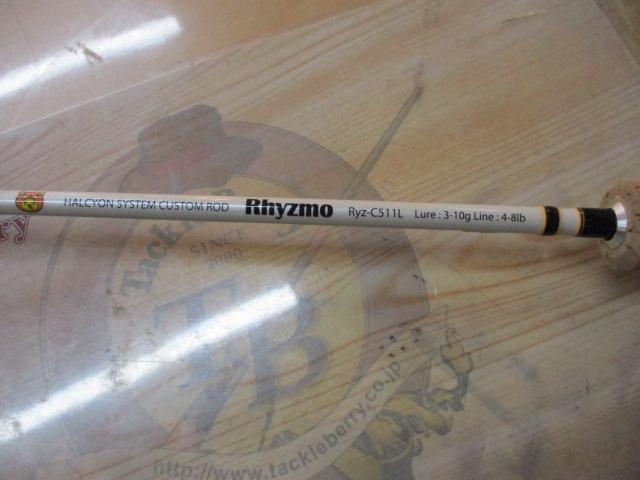 HALCYON SYSTEM CUSTOM ROD Rhyzmo Ryz-C511L Lure : 3-10g Line : 4-8lb
Tackle
SINCE
2000
TB
http://www.tackleberry.co.jp